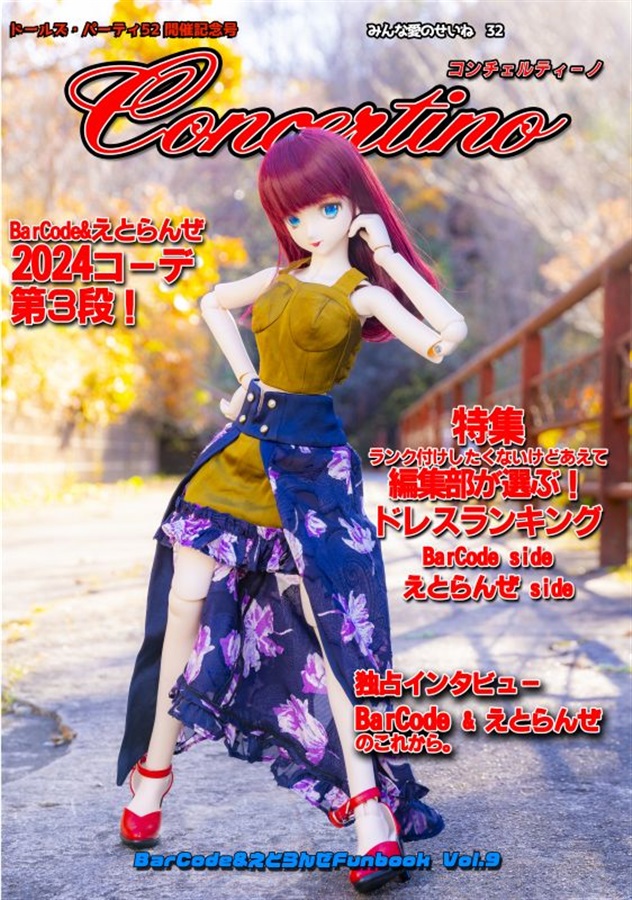 ドールズ・パーティ52 開催記念号
みんな愛のせいね 32
コンチェルティーノ
Concertino
BarCode&えとらんぜ
2024コーデ
第3段！
特集
ランク付けしたくないけどあえて
編集部が選ぶ！
ドレスランキング
BarCode side
えとらんぜ side
独占インタビュー
BarCode & えとらんぜ
のこれから。
BarCode&えとらんぜFunbook Vol.9